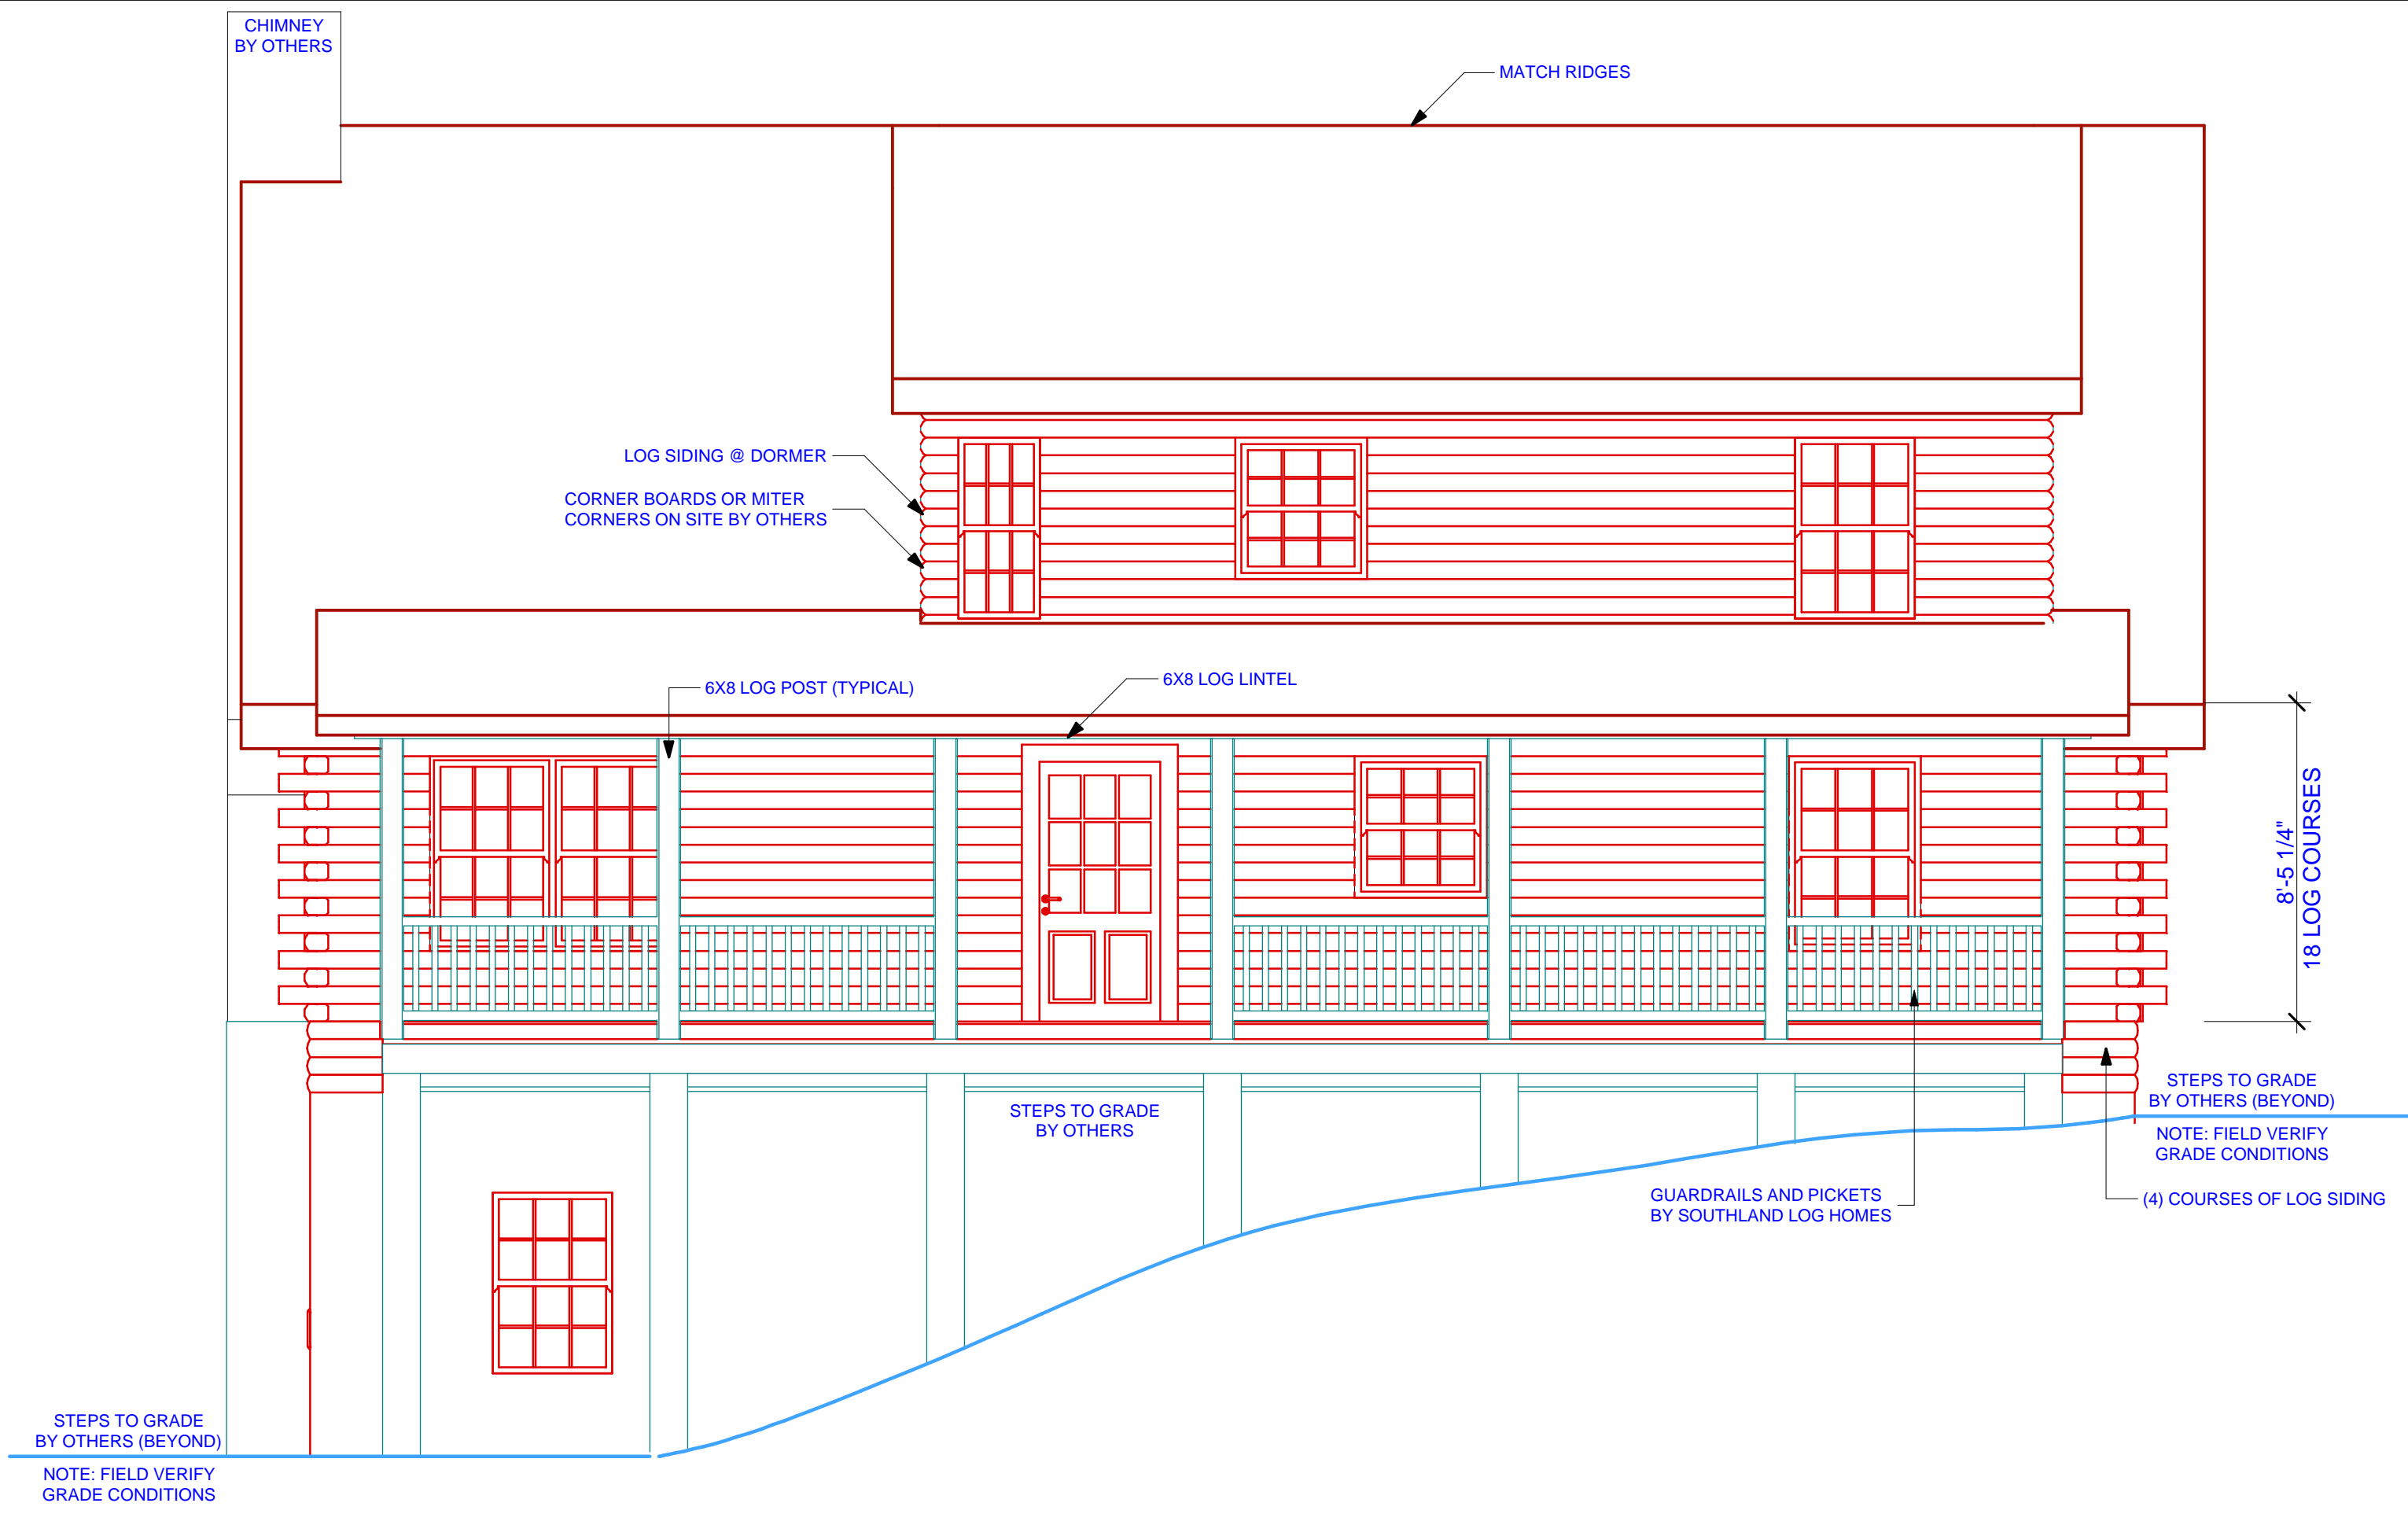 CHIMNEY
BY OTHERS
MATCH RIDGES
LOG SIDING @ DORMER
CORNER BOARDS OR MITER
CORNERS ON SITE BY OTHERS
6X8 LOG POST (TYPICAL)
6X8 LOG LINTEL
8'-5 1/4"
18 LOG COURSES
STEPS TO GRADE
BY OTHERS (BEYOND)
NOTE: FIELD VERIFY
GRADE CONDITIONS
STEPS TO GRADE
BY OTHERS
GUARDRAILS AND PICKETS
BY SOUTHLAND LOG HOMES
(4) COURSES OF LOG SIDING
STEPS TO GRADE
BY OTHERS (BEYOND)
NOTE: FIELD VERIFY
GRADE CONDITIONS